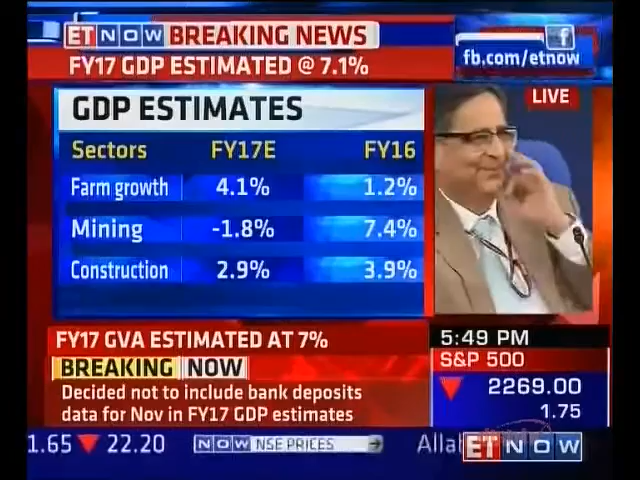 ET NOW BREAKING NEWS
FY17 GDP ESTIMATED @ 7.1%
fb.com/etnow
LIVE
GDP ESTIMATES
Sectors FY17E FY16
Farm growth 4.1% 1.2%
Mining -1.8% 7.4%
Construction 2.9% 3.9%
FY17 GVA ESTIMATED AT 7%
BREAKING NOW
Decided not to include bank deposits
data for Nov in FY17 GDP estimates
5:49 PM
S&P 500
2269.00
1.75
1.65 22.20 NOW NSE PRICES Alla
ET NOW